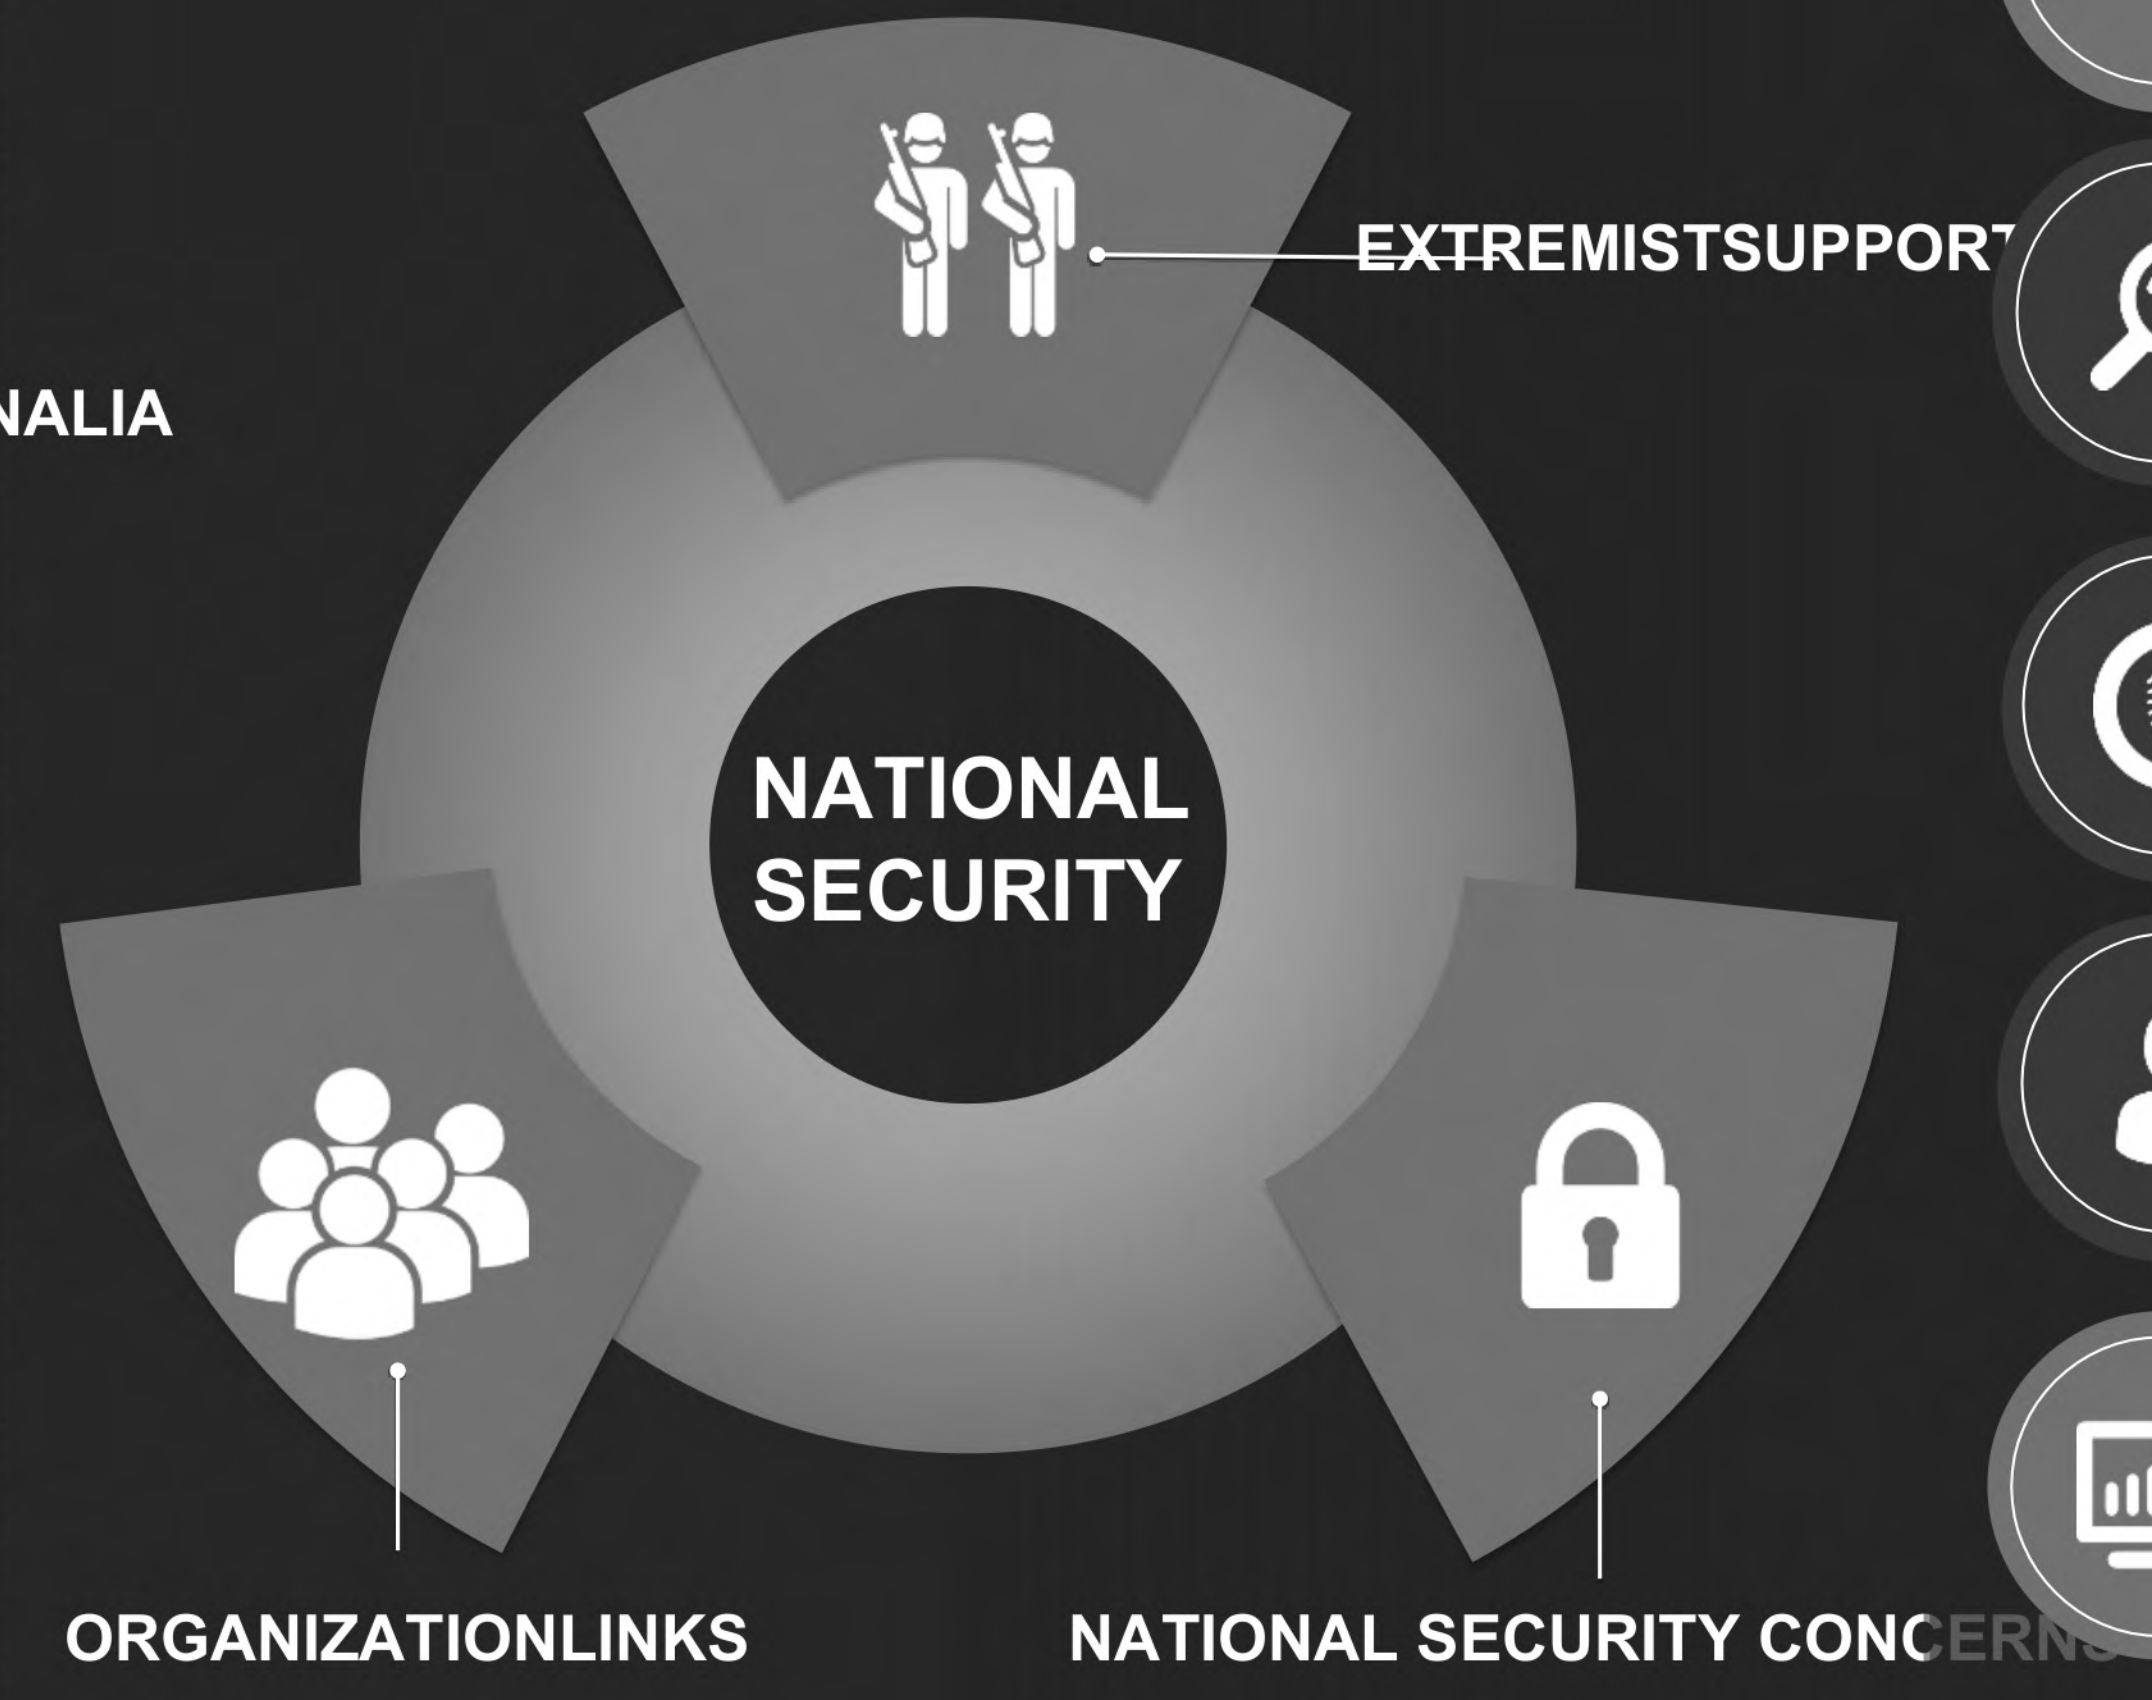 EXTREMISTSUPPORT
NALIA
NATIONAL
SECURITY
ORGANIZATIONLINKS
NATIONAL SECURITY CONCERNS